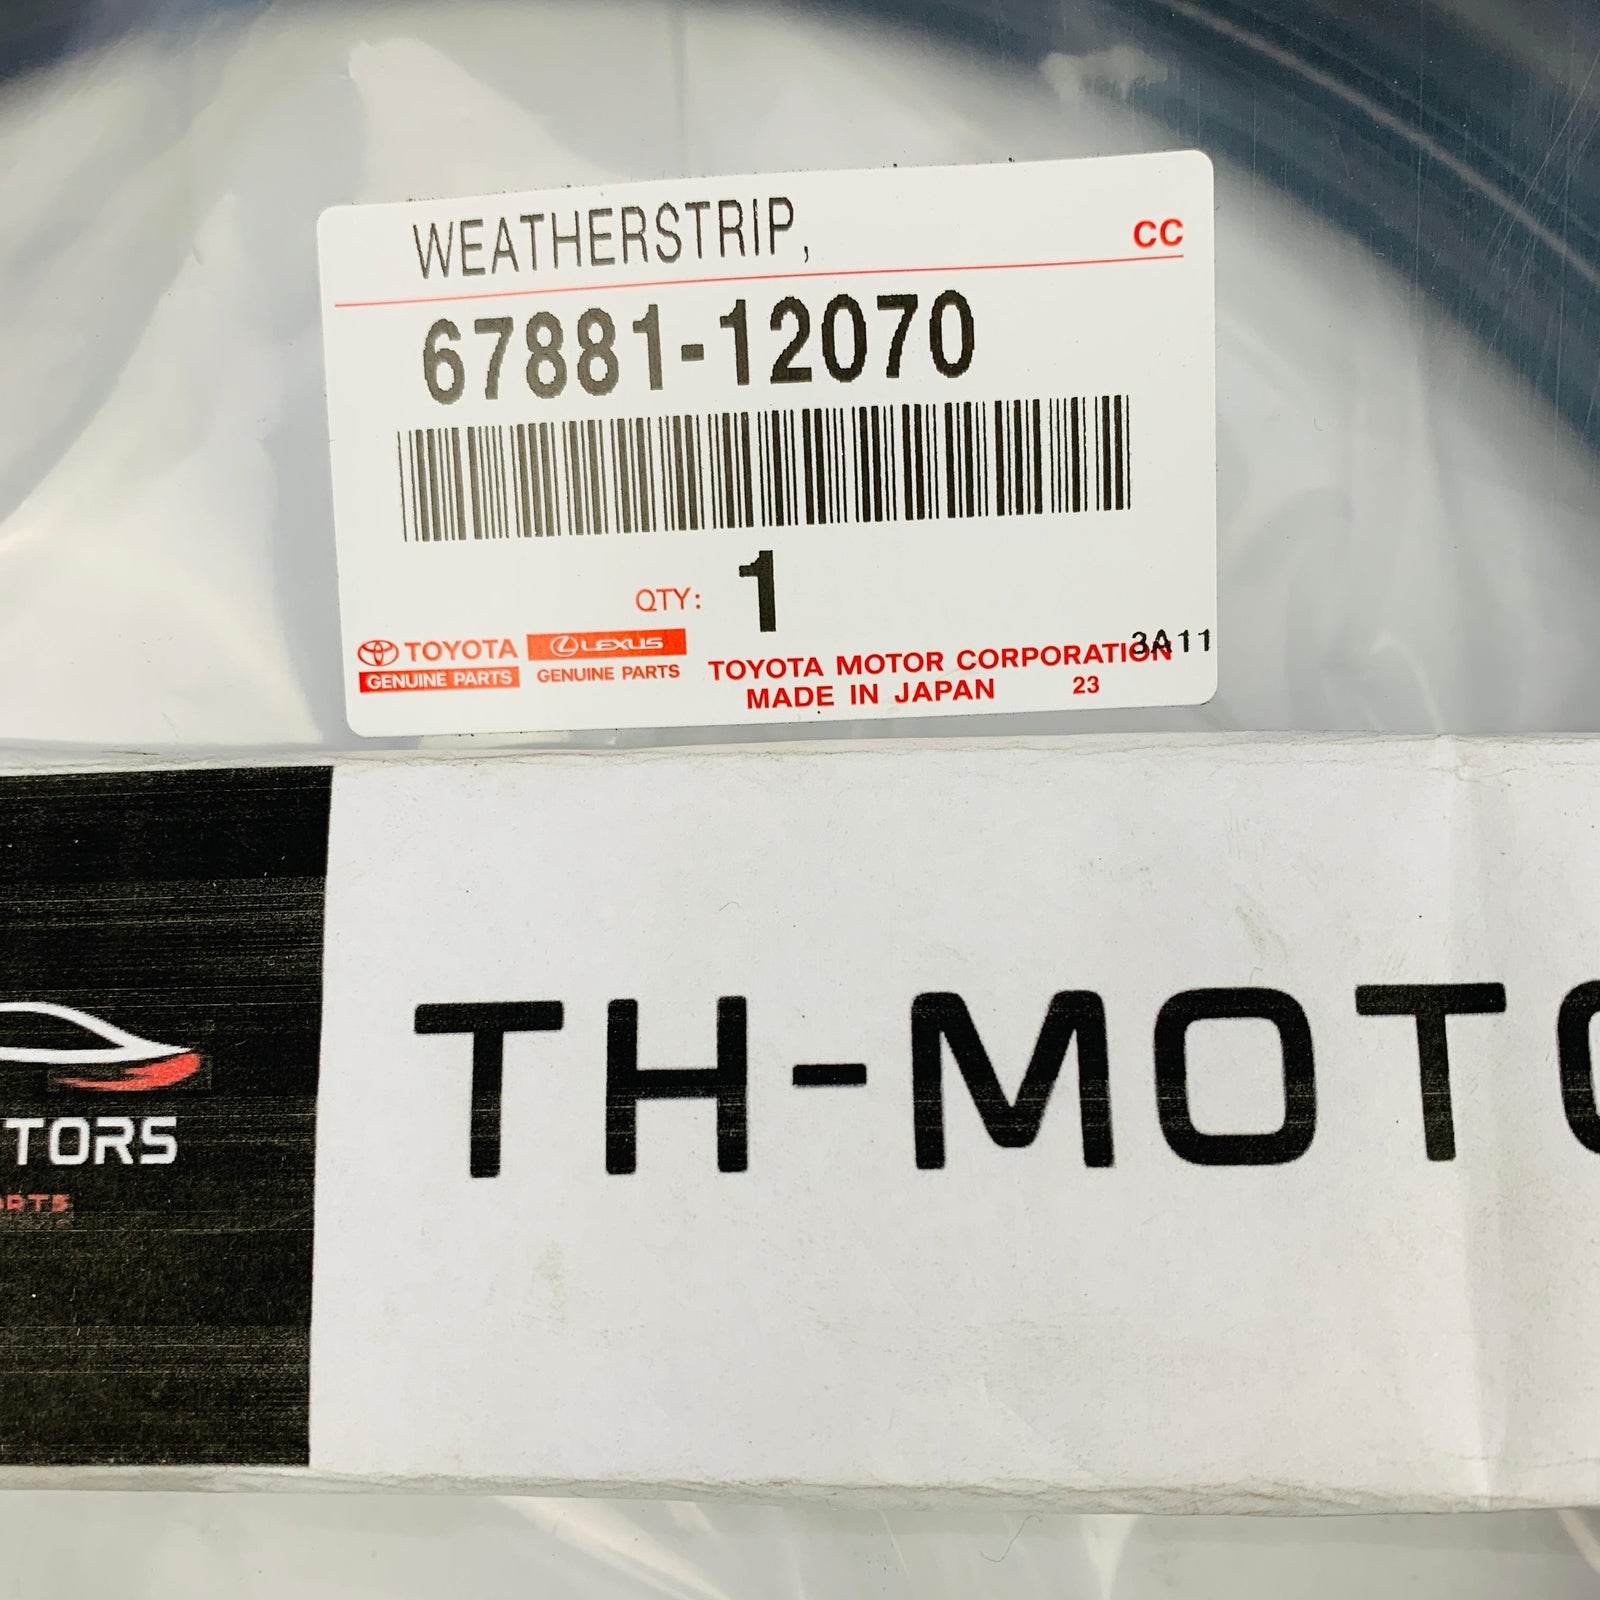 WEATHERSTRIP,
CC
67881-12070
QTY: 1
TOYOTA
GENUINE PARTS
LEXUS
GENUINE PARTS
TOYOTA MOTOR CORPORATION
3A11
MADE IN JAPAN 23
TORS
ARTS
TH-MOTO